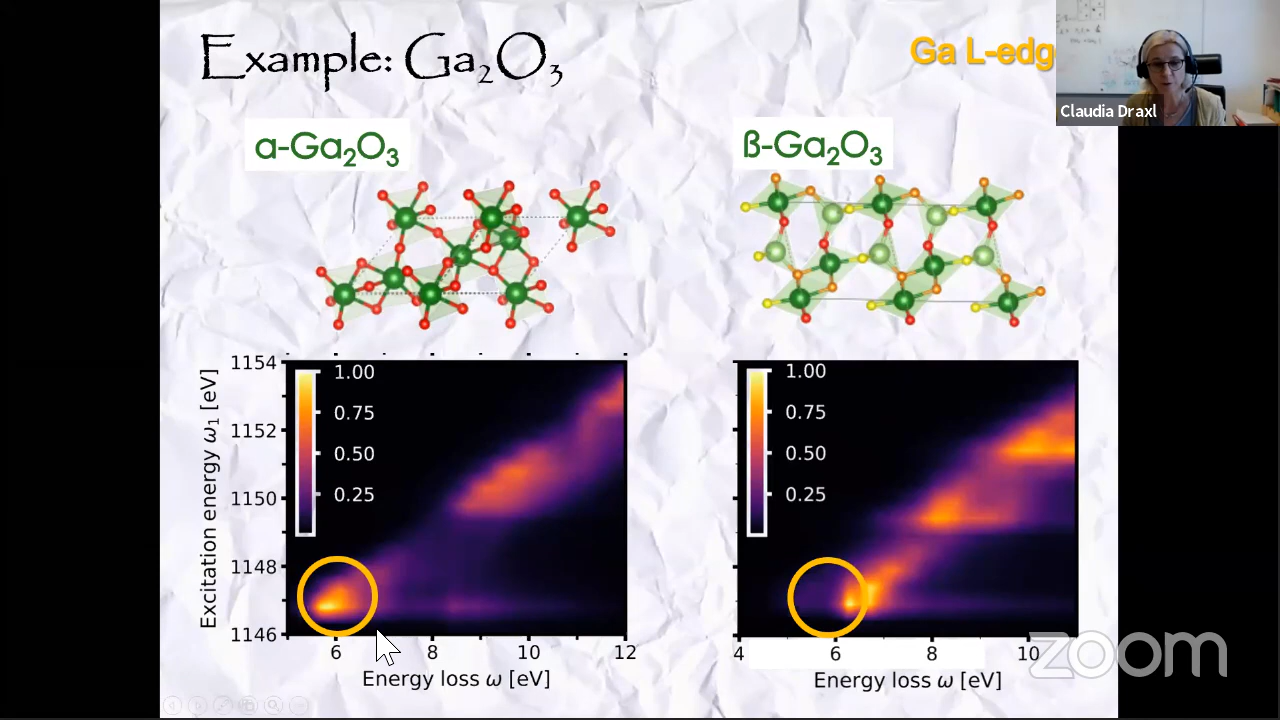 Example: Ga₂O₃
Ga L-edg
Claudia Draxl
α-Ga₂O₃
ß-Ga₂O₃
1154
1152
1150
1148
1146
Excitation energy ω₁ [eV]
1.00
0.75
0.50
0.25
6 8 10 12
Energy loss ω [eV]
1.00
0.75
0.50
0.25
4 6 8 10
Energy loss ω [eV]
zoom